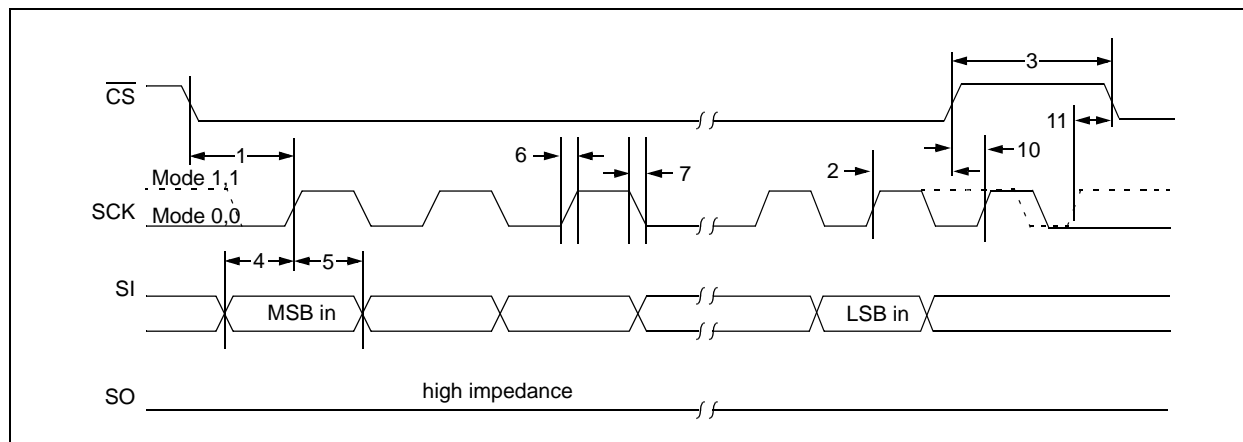 3
CS
11
1
6
7
2
10
Mode 1,1
SCK
Mode 0,0
4
5
SI
MSB in
LSB in
SO
high impedance